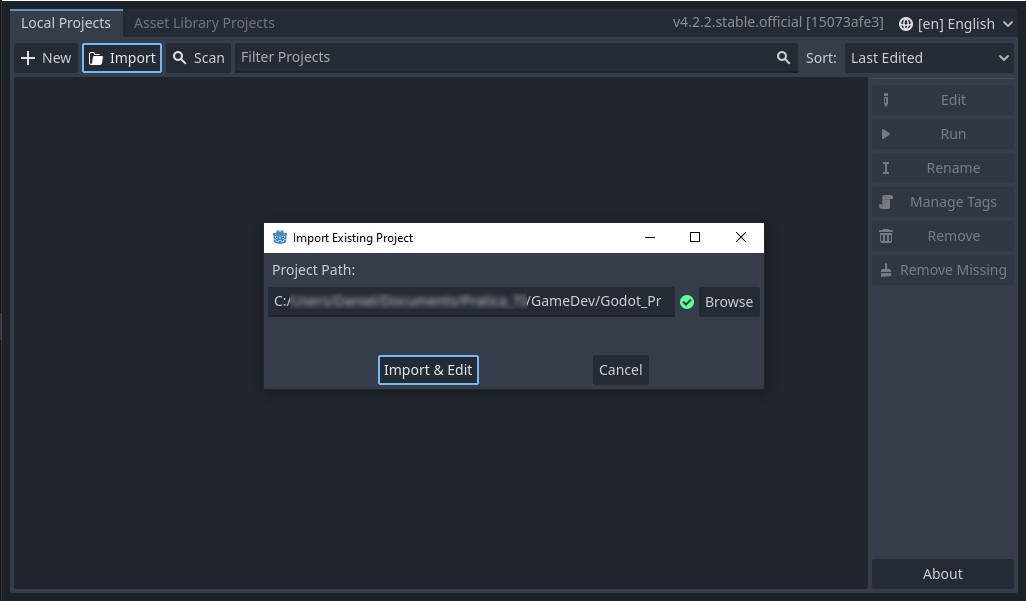 Local Projects Asset Library Projects v4.2.2.stable.official [15073afe3] [en] English
New Import Scan Filter Projects Sort: Last Edited
Edit
Run
Rename
Manage Tags
Remove
Remove Missing
Import Existing Project
Project Path:
C:/ /GameDev/Godot_Pr Browse
Import & Edit Cancel
About